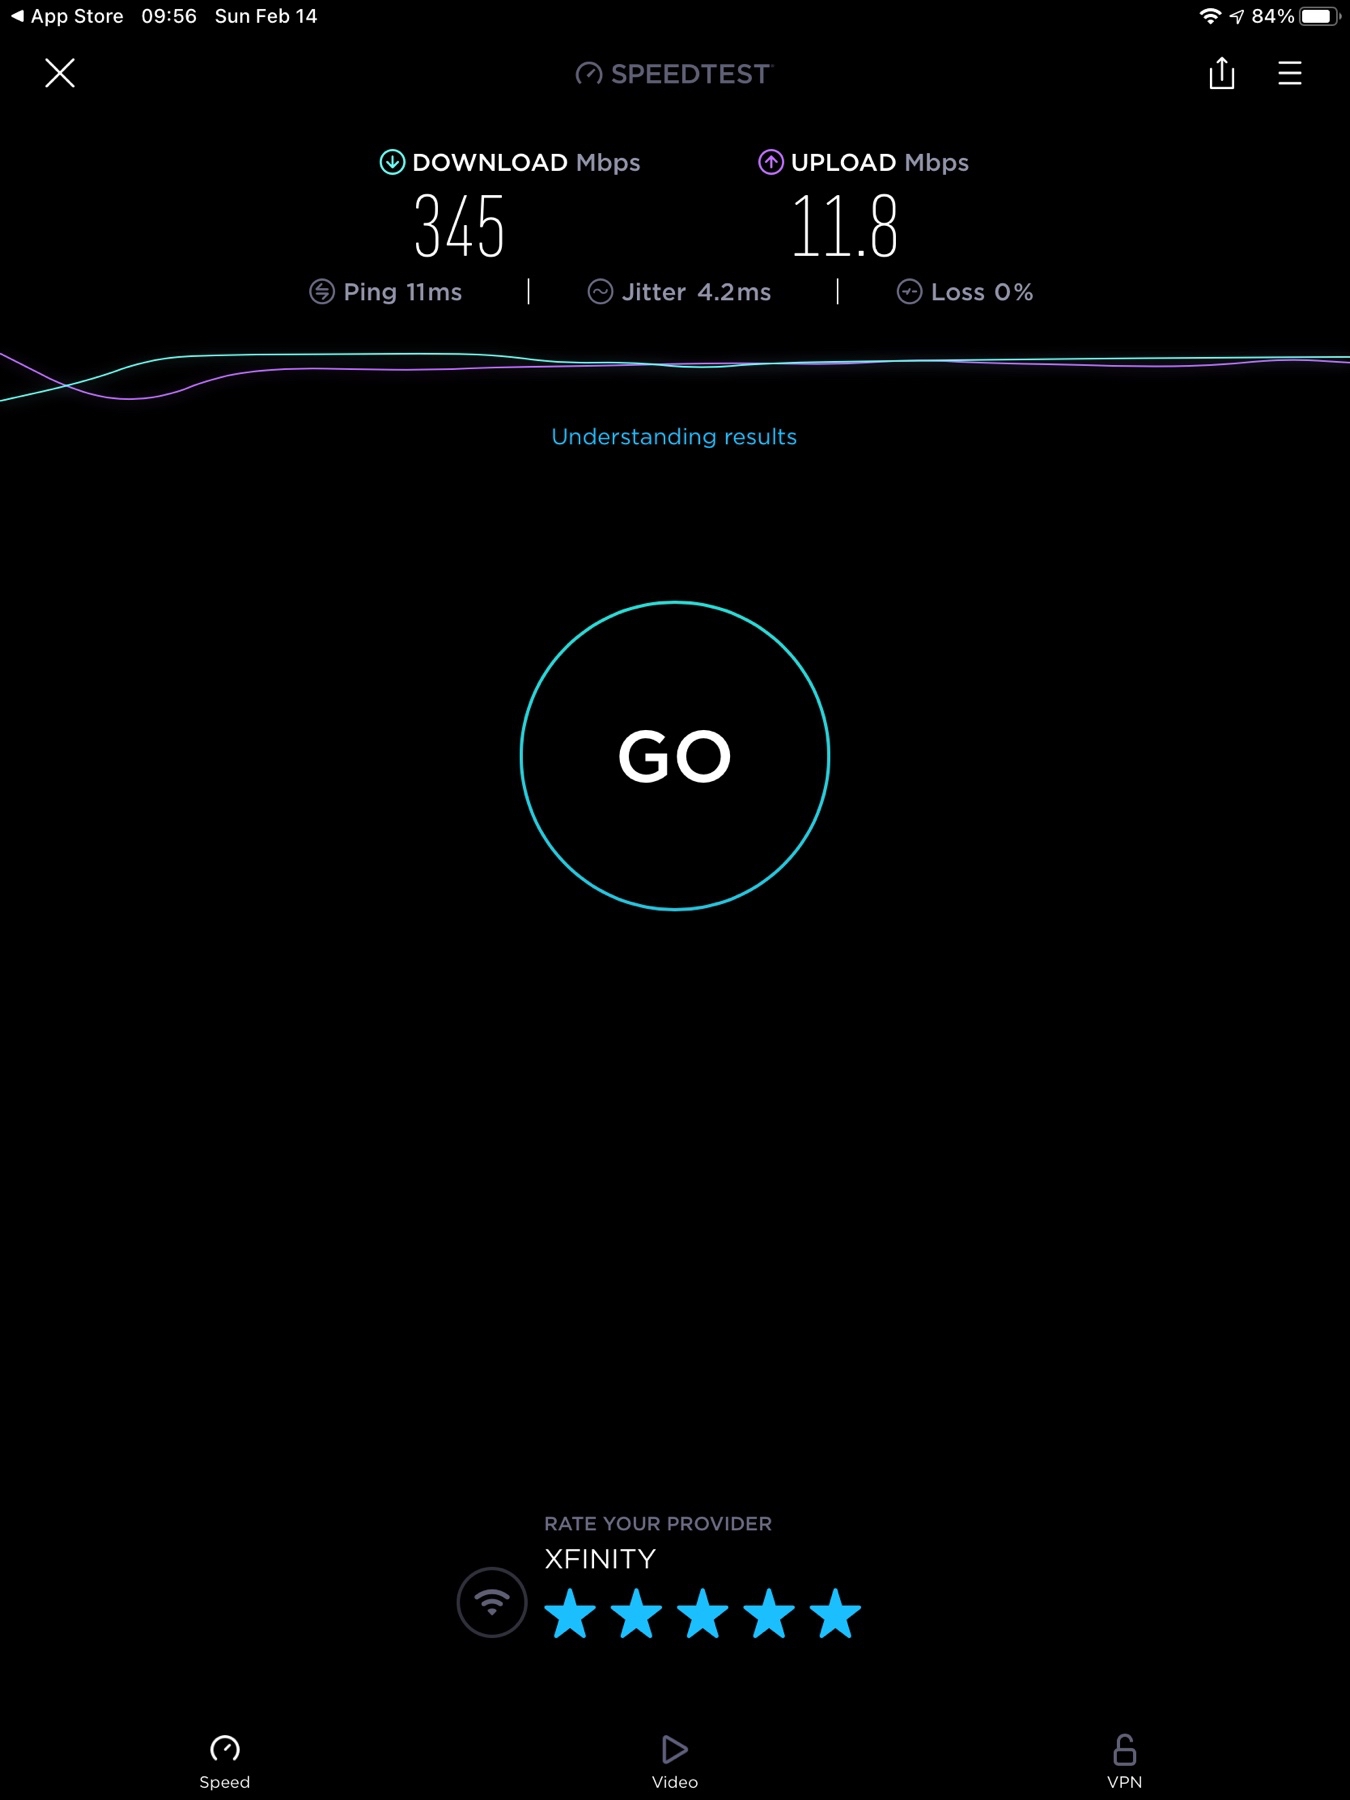 App Store 09:56 Sun Feb 14 84%
SPEEDTEST
DOWNLOAD Mbps UPLOAD Mbps
345 11.8
Ping 11ms Jitter 4.2ms Loss 0%
Understanding results
GO
RATE YOUR PROVIDER
XFINITY
Speed Video VPN